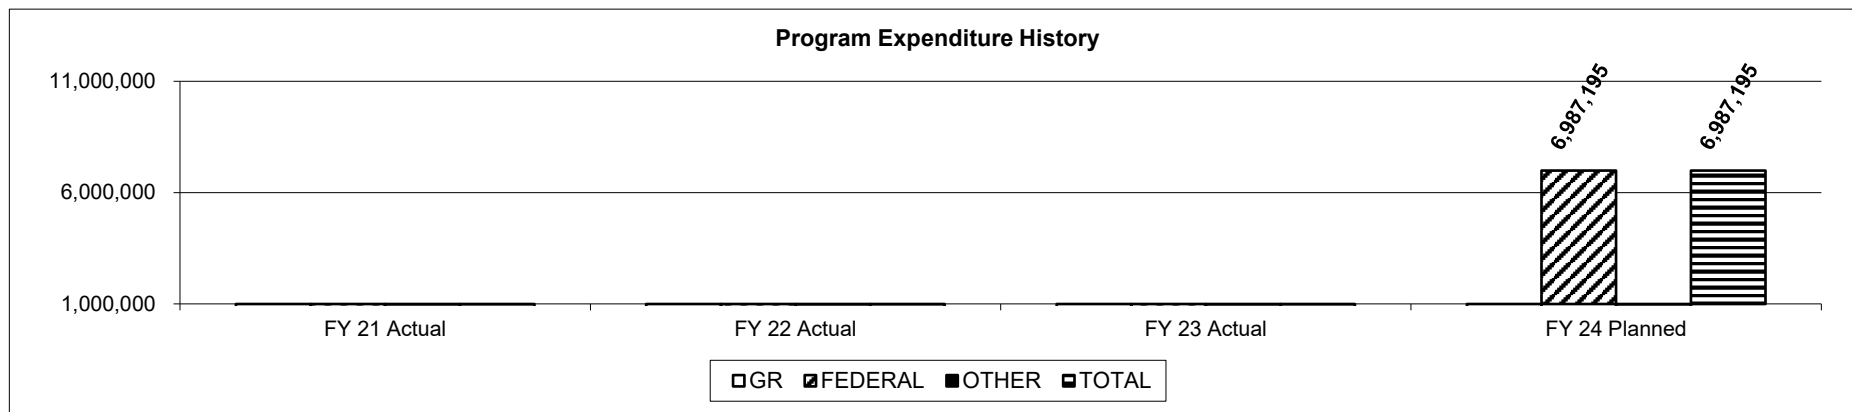 Program Expenditure History
11,000,000
6,987,195
6,987,195
6,000,000
1,000,000
FY 21 Actual
FY 22 Actual
FY 23 Actual
FY 24 Planned
GR FEDERAL OTHER TOTAL